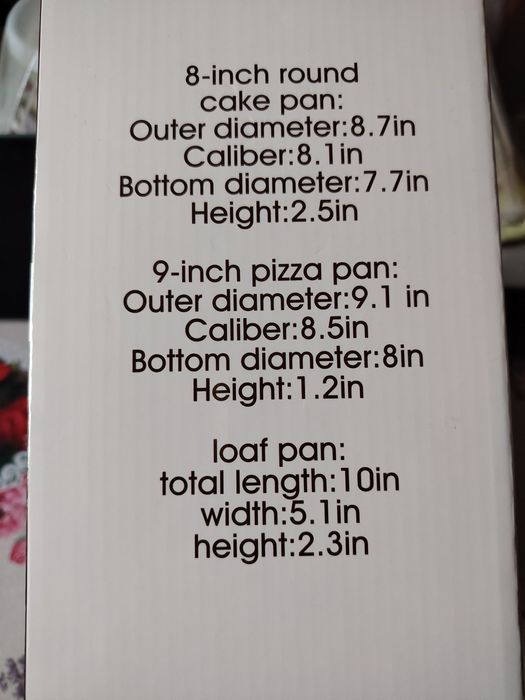 8-inch round
cake pan:
Outer diameter:8.7in
Caliber:8.1in
Bottom diameter:7.7in
Height:2.5in
9-inch pizza pan:
Outer diameter:9.1 in
Caliber:8.5in
Bottom diameter:8in
Height:1.2in
loaf pan:
total length:10in
width:5.1in
height:2.3in